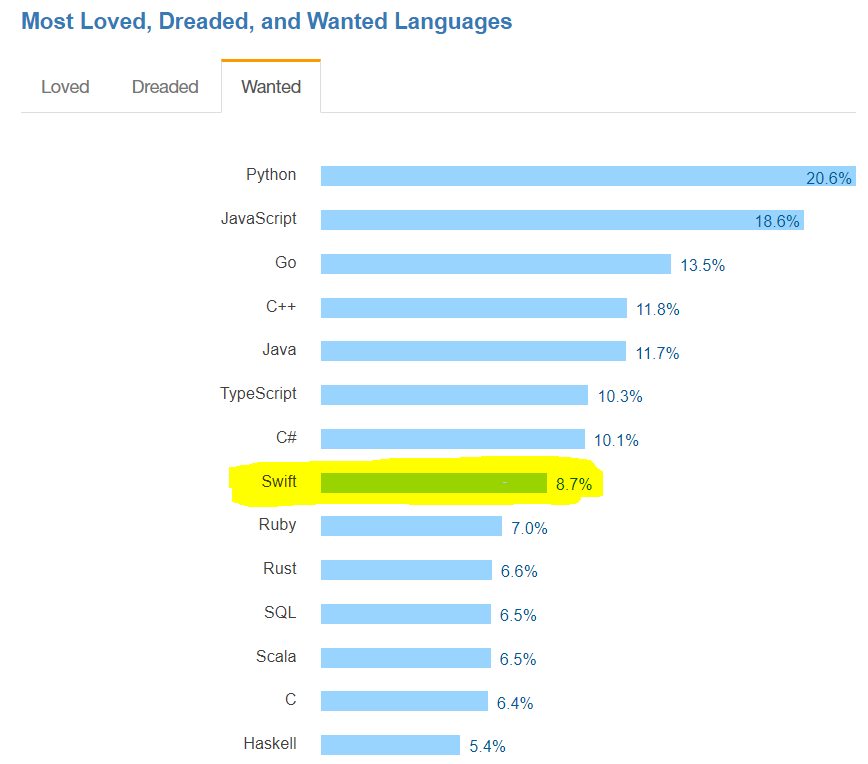 Most Loved, Dreaded, and Wanted Languages
Loved Dreaded Wanted
Python 20.6%
JavaScript 18.6%
Go 13.5%
C++ 11.8%
Java 11.7%
TypeScript 10.3%
C# 10.1%
Swift 8.7%
Ruby 7.0%
Rust 6.6%
SQL 6.5%
Scala 6.5%
C 6.4%
Haskell 5.4%